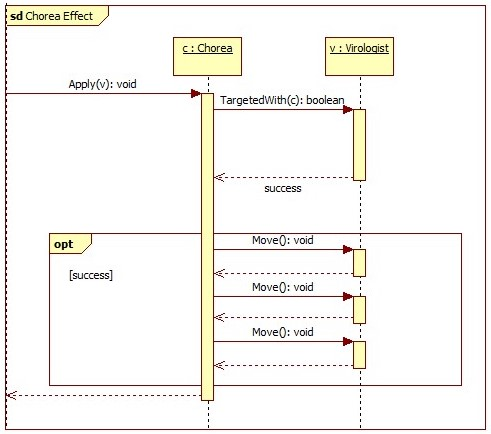 sd Chorea Effect
c : Chorea
v : Virologist
Apply(v): void
TargetedWith(c): boolean
success
opt
Move(): void
[success]
Move(): void
Move(): void